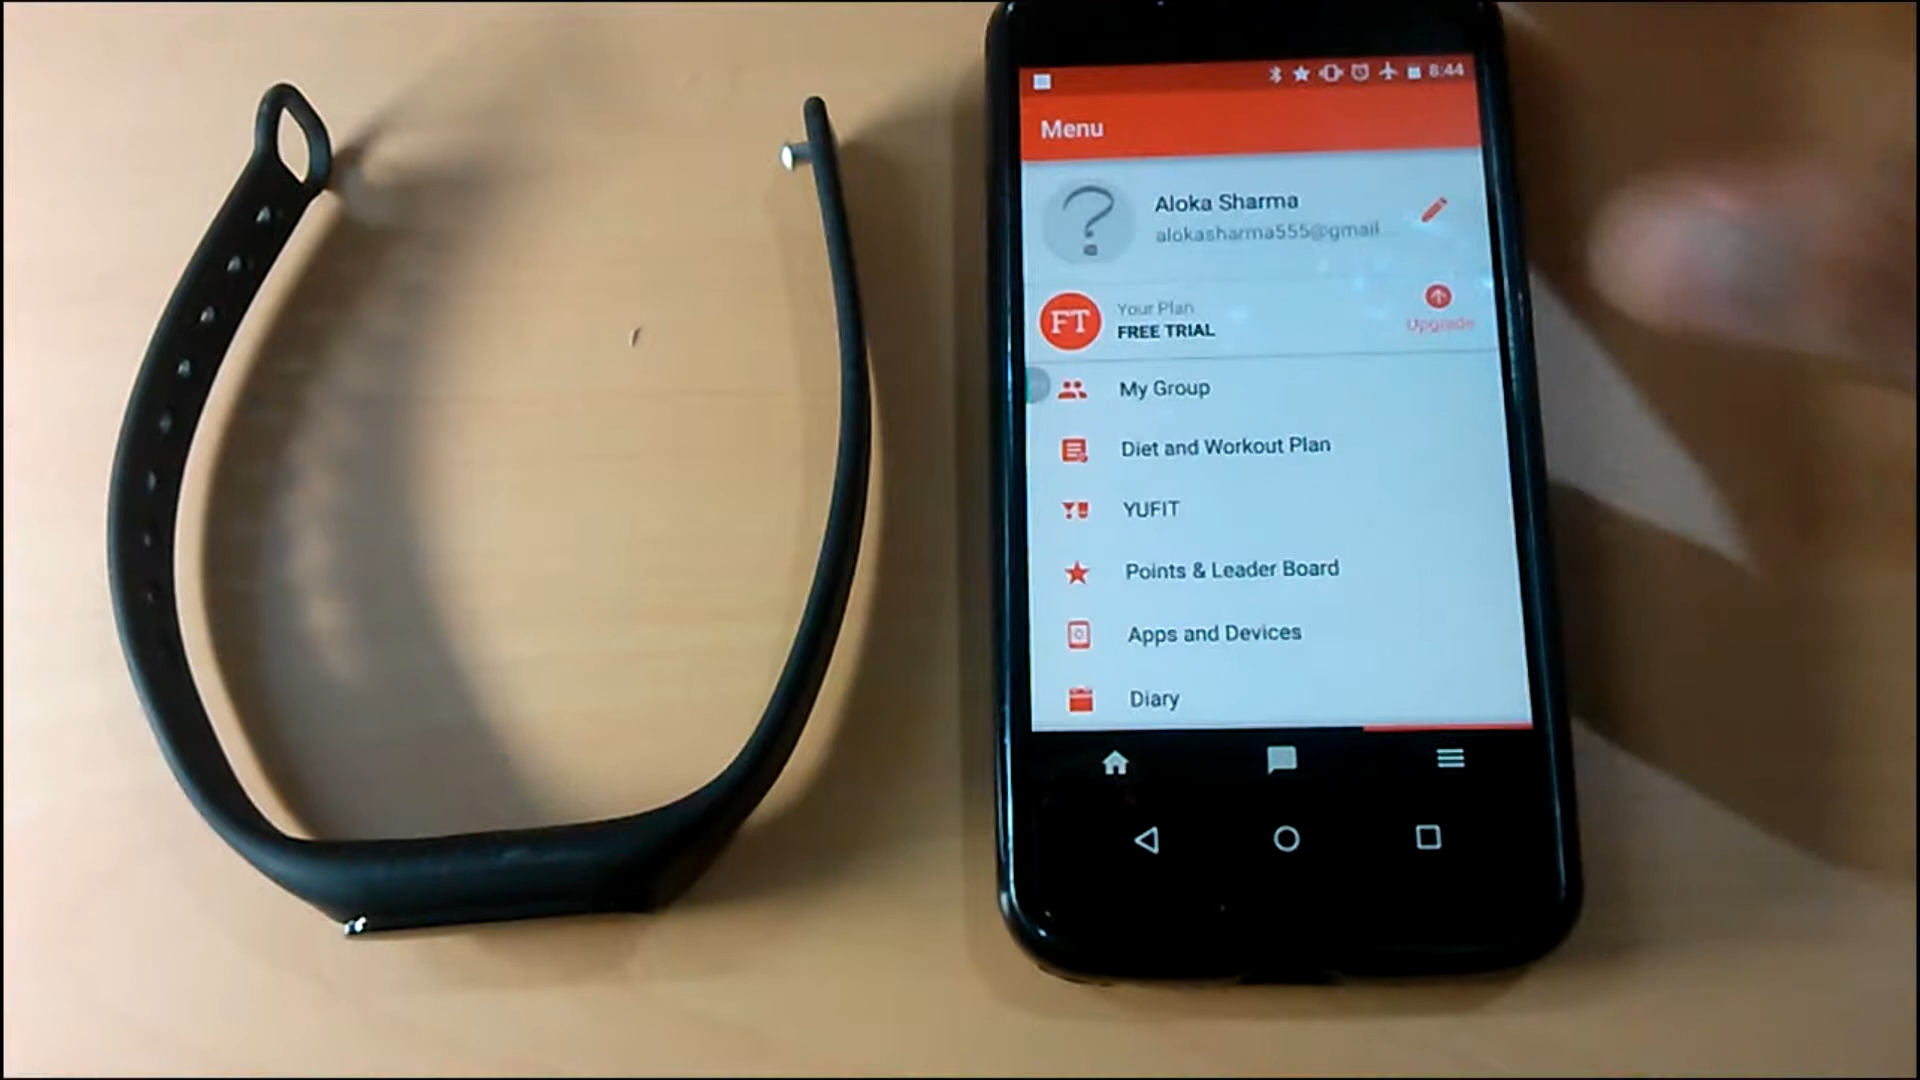 8:44
Menu
Aloka Sharma
alokasharma555@gmail...
FT
Your Plan
FREE TRIAL
Upgrade
My Group
Diet and Workout Plan
YUFIT
Points & Leader Board
Apps and Devices
Diary